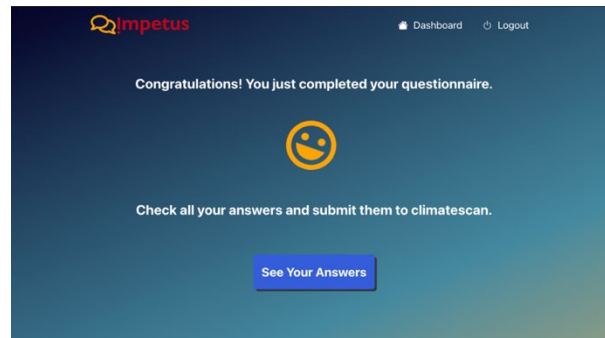 Impetus
Dashboard
Logout
Congratulations! You just completed your questionnaire.
Check all your answers and submit them to climatescan.
See Your Answers